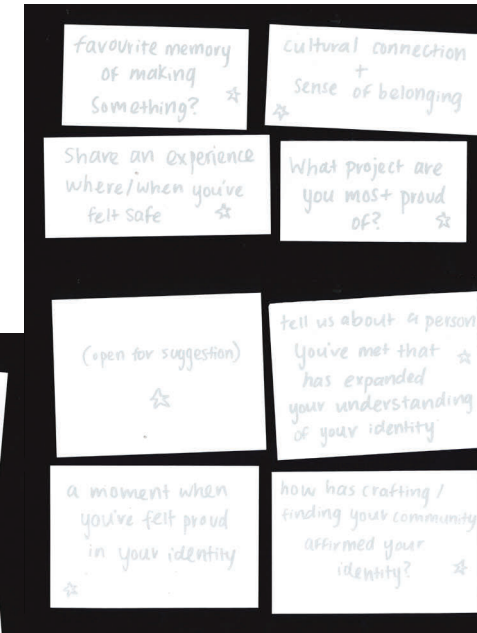 favourite memory
of making
something?
cultural connection
+
sense of belonging
Share an experience
where/when you've
felt safe
What project are
you most proud
of?
(open for suggestion)
tell us about a person
you've met that
has expanded
your understanding
of your identity
a moment when
you've felt proud
in your identity
how has crafting /
finding your community
affirmed your
identity?